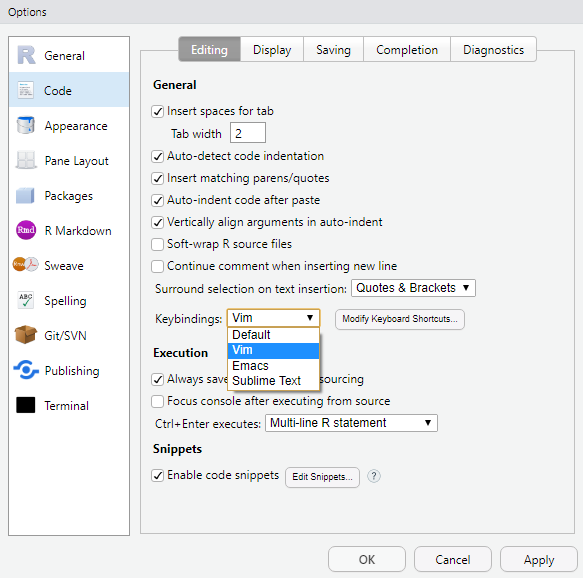 Options
General
Code
Appearance
Pane Layout
Packages
Rmd R Markdown
Sweave
ABC Spelling
Git/SVN
Publishing
Terminal
Editing Display Saving Completion Diagnostics
General
Insert spaces for tab
Tab width 2
Auto-detect code indentation
Insert matching parens/quotes
Auto-indent code after paste
Vertically align arguments in auto-indent
Soft-wrap R source files
Continue comment when inserting new line
Surround selection on text insertion: Quotes & Brackets
Keybindings: Vim Modify Keyboard Shortcuts...
Default
Vim
Emacs
Sublime Text
Execution
Always save sourcing
Focus console after executing from source
Ctrl+Enter executes: Multi-line R statement
Snippets
Enable code snippets Edit Snippets... ?
OK Cancel Apply